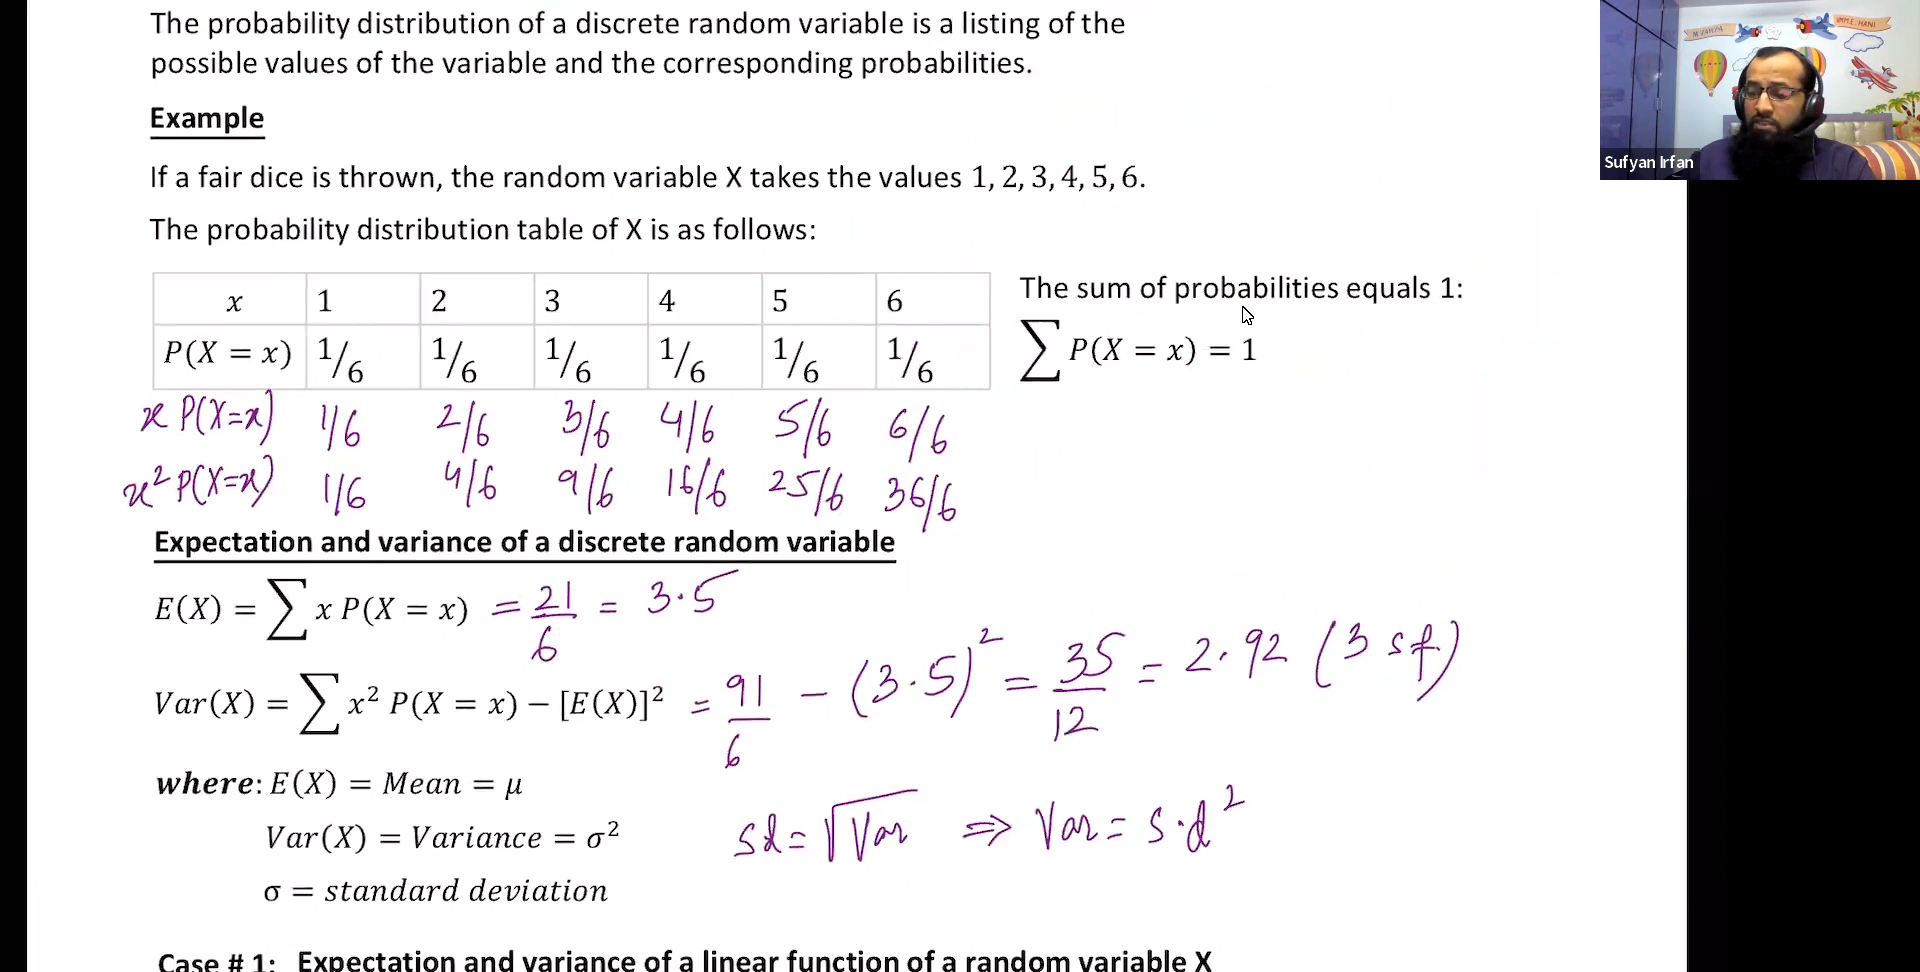 The probability distribution of a discrete random variable is a listing of the
possible values of the variable and the corresponding probabilities.
Example
If a fair dice is thrown, the random variable X takes the values 1, 2, 3, 4, 5, 6.
The probability distribution table of X is as follows:
x 1 2 3 4 5 6
P(X = x) 1/6 1/6 1/6 1/6 1/6 1/6
x P(X=x) 1/6 2/6 3/6 4/6 5/6 6/6
x² P(X=x) 1/6 4/6 9/6 16/6 25/6 36/6
The sum of probabilities equals 1:
∑ P(X = x) = 1
Expectation and variance of a discrete random variable
E(X) = ∑ x P(X = x) = 21/6 = 3.5
Var(X) = ∑ x² P(X = x) − [E(X)]² = 91/6 − (3.5)² = 35/12 = 2.92 (3 sf)
where: E(X) = Mean = μ
Var(X) = Variance = σ²
sd = √Var ⇒ Var = s.d²
σ = standard deviation
Case # 1: Expectation and variance of a linear function of a random variable X
Sufyan Irfan